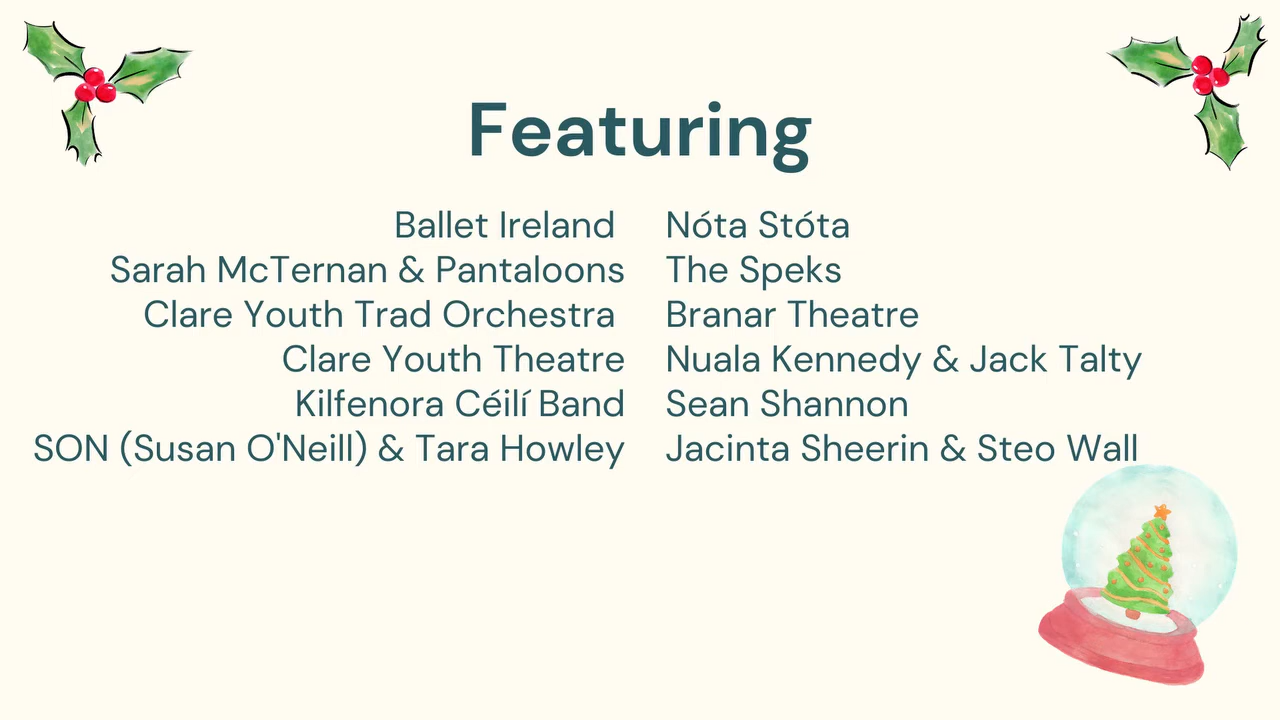 Featuring
Ballet Ireland
Sarah McTernan & Pantaloons
Clare Youth Trad Orchestra
Clare Youth Theatre
Kilfenora Céilí Band
SON (Susan O'Neill) & Tara Howley
Nóta Stóta
The Speks
Branar Theatre
Nuala Kennedy & Jack Talty
Sean Shannon
Jacinta Sheerin & Steo Wall